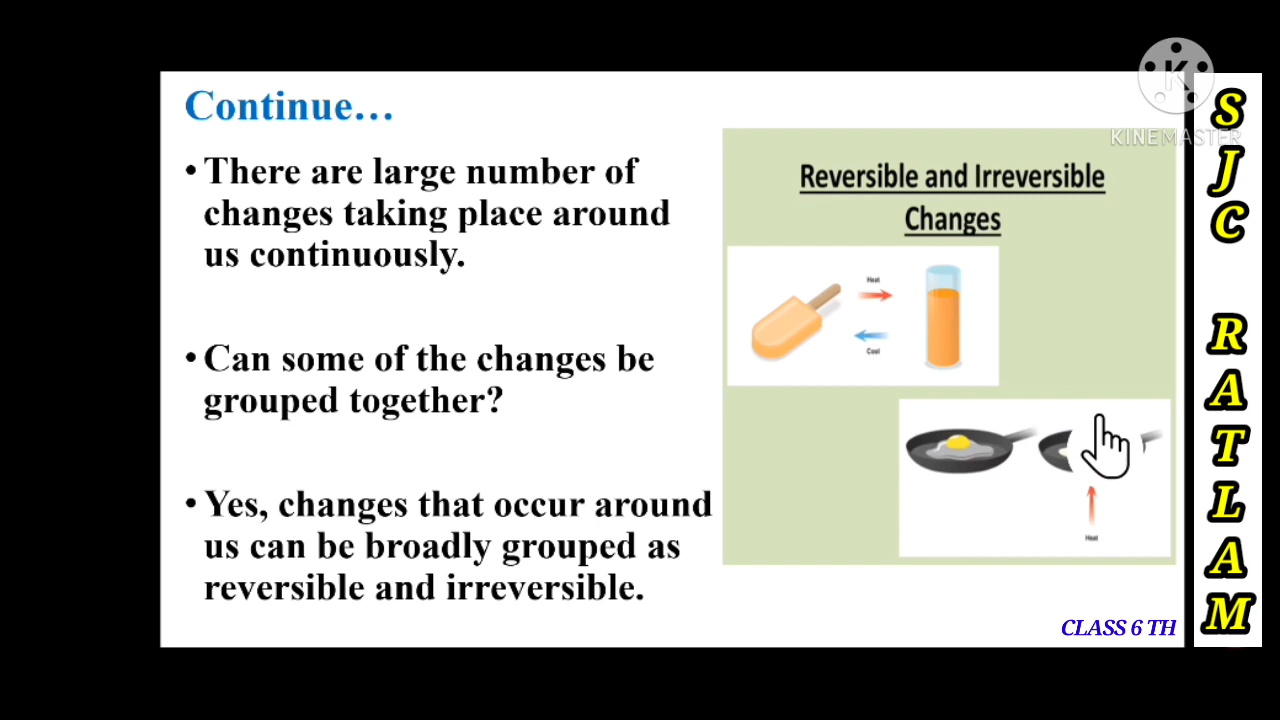 Continue…
• There are large number of
changes taking place around
us continuously.
• Can some of the changes be
grouped together?
• Yes, changes that occur around
us can be broadly grouped as
reversible and irreversible.
Reversible and Irreversible
Changes
Heat
Cool
Heat
CLASS 6 TH
KINEMASTER
K
SJC
RATLAM